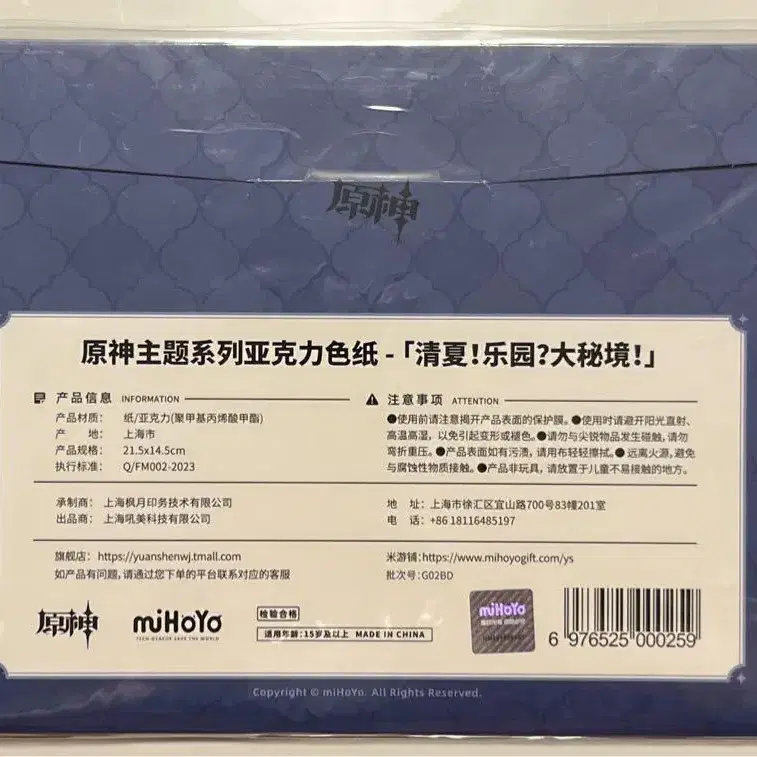 原神
原神主题系列亚克力色纸 -「清夏!乐园?大秘境!」
产品信息 INFORMATION
产品材质: 纸/亚克力(聚甲基丙烯酸甲酯)
产 地: 上海市
产品规格: 21.5x14.5cm
执行标准: Q/FM002-2023
注意事项 ATTENTION
●使用前请注意揭开产品表面的保护膜。●使用时请避开阳光直射、
高温高湿,以免引起变形或褪色。●请勿与尖锐物品发生碰触,请勿
弯折重压。●产品表面如有污渍,请用布轻轻擦拭。●远离火源,避免
与腐蚀性物质接触。●产品非玩具,请放置于儿童不易接触的地方。
承制商: 上海枫月印务技术有限公司
出品商: 上海吼美科技有限公司
地 址: 上海市徐汇区宜山路700号83幢201室
电 话: +86 18116485197
旗舰店: https://yuanshenwj.tmall.com
如产品有问题,请通过您下单的平台联系对应的客服
米游铺:https://www.mihoyogift.com/ys
批次号:G02BD
原神
miHoYo
TECH OTAKUS SAVE THE WORLD
检验合格
适用年龄:15岁及以上 MADE IN CHINA
miHoYo
6 976525 000259
Copyright © miHoYo. All Rights Reserved.